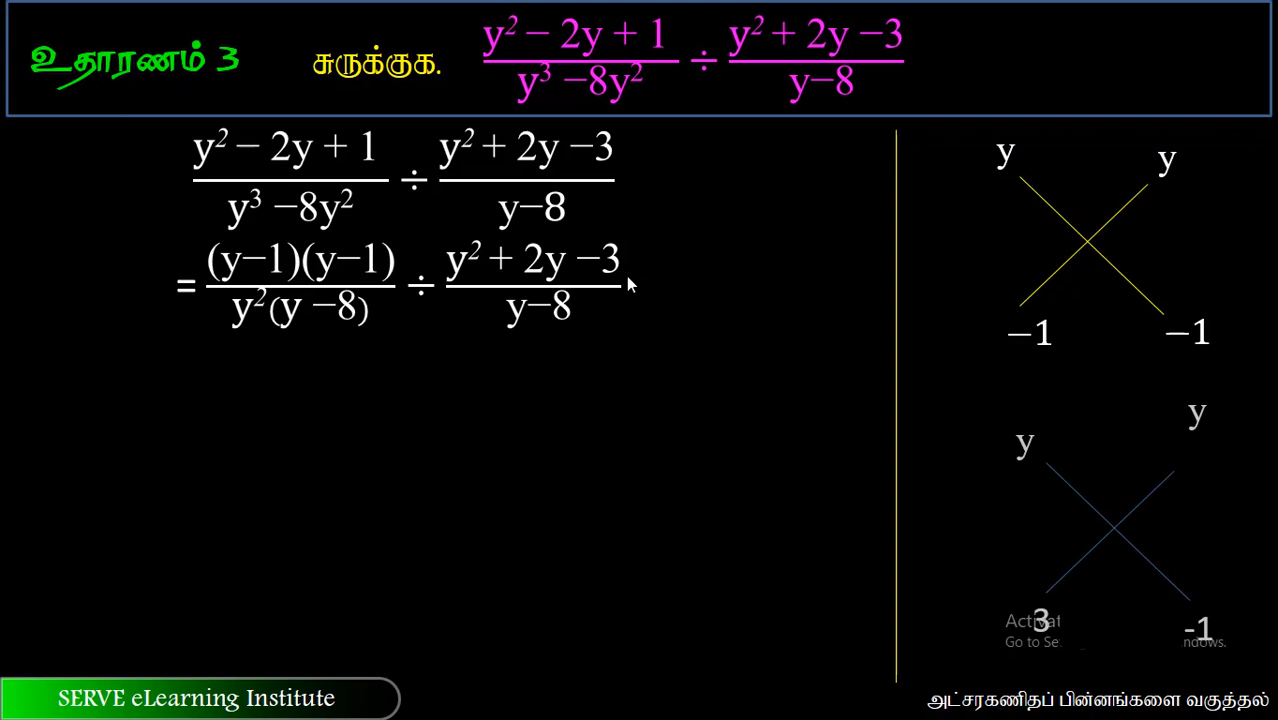 உதாரணம் 3 சுருக்குக. y² − 2y + 1 / y³ −8y² ÷ y² + 2y −3 / y−8
y² − 2y + 1 / y³ −8y² ÷ y² + 2y −3 / y−8
= (y−1)(y−1) / y²(y −8) ÷ y² + 2y −3 / y−8
y y
−1 −1
y y
3 -1
SERVE eLearning Institute
அட்சரகணிதப் பின்னங்களை வகுத்தல்